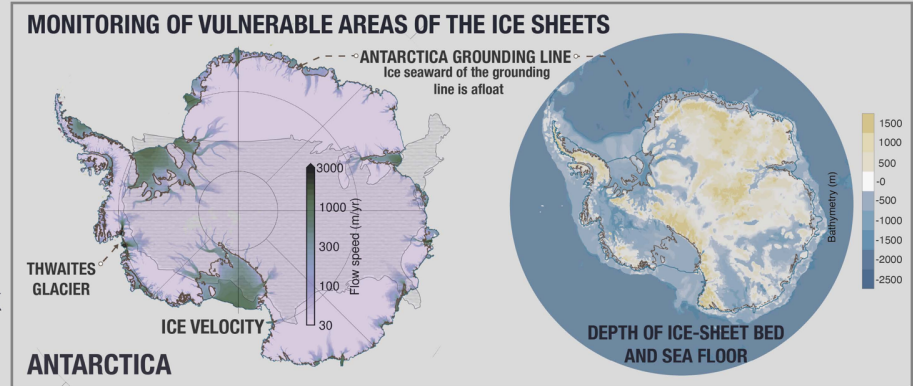 MONITORING OF VULNERABLE AREAS OF THE ICE SHEETS
ANTARCTICA GROUNDING LINE
Ice seaward of the grounding
line is afloat
3000
1000
300
100
30
Flow speed (m/yr)
THWAITES
GLACIER
ICE VELOCITY
ANTARCTICA
1500
1000
500
-0
-500
-1000
-1500
-2000
-2500
Bathymetry (m)
DEPTH OF ICE-SHEET BED
AND SEA FLOOR